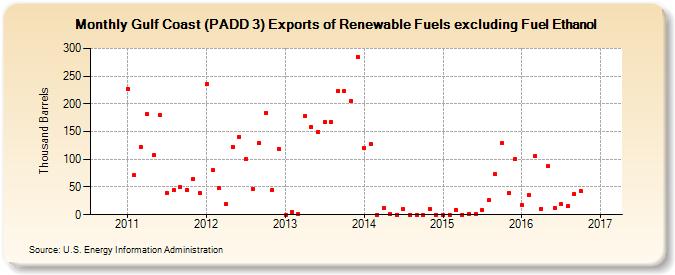 Monthly Gulf Coast (PADD 3) Exports of Renewable Fuels excluding Fuel Ethanol
Thousand Barrels
300
250
200
150
100
50
0
2011 2012 2013 2014 2015 2016 2017
Source: U.S. Energy Information Administration